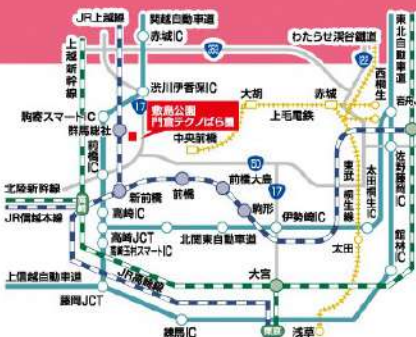 JR上越線
関越自動車道
赤城IC
上越新幹線
353
わたらせ渓谷鐵道
122
東北自動車道
岩舟
西桐生
渋川伊香保IC
17
大胡
赤城
上毛電鉄
駒寄スマートIC
群馬総社
敷島公園
門倉テクノばら園
中央前橋
前橋IC
50
東武桐生線
太田桐生IC
佐野藤岡IC
北陸新幹線
JR信越本線
高崎
新前橋
前橋
前橋大島
17
駒形
伊勢崎IC
館林IC
高崎IC
北関東自動車道
太田
高崎JCT
高崎玉村スマートIC
JR高崎線
大宮
上信越自動車道
藤岡JCT
練馬IC
東京
浅草